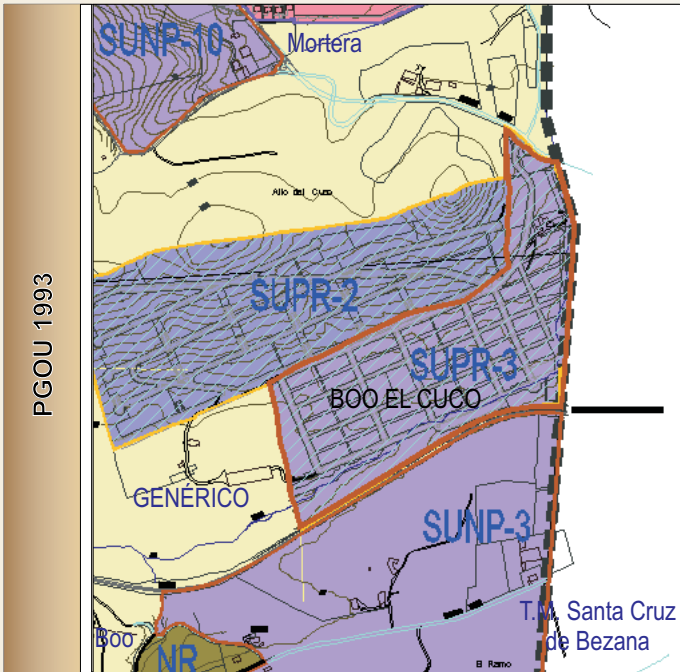 PGOU 1993
SUNP-10
Mortera
Alto del Cuco
SUPR-2
SUPR-3
BOO EL CUCO
GENÉRICO
SUNP-3
T.M. Santa Cruz
de Bezana
Boo
NR
El Ramo